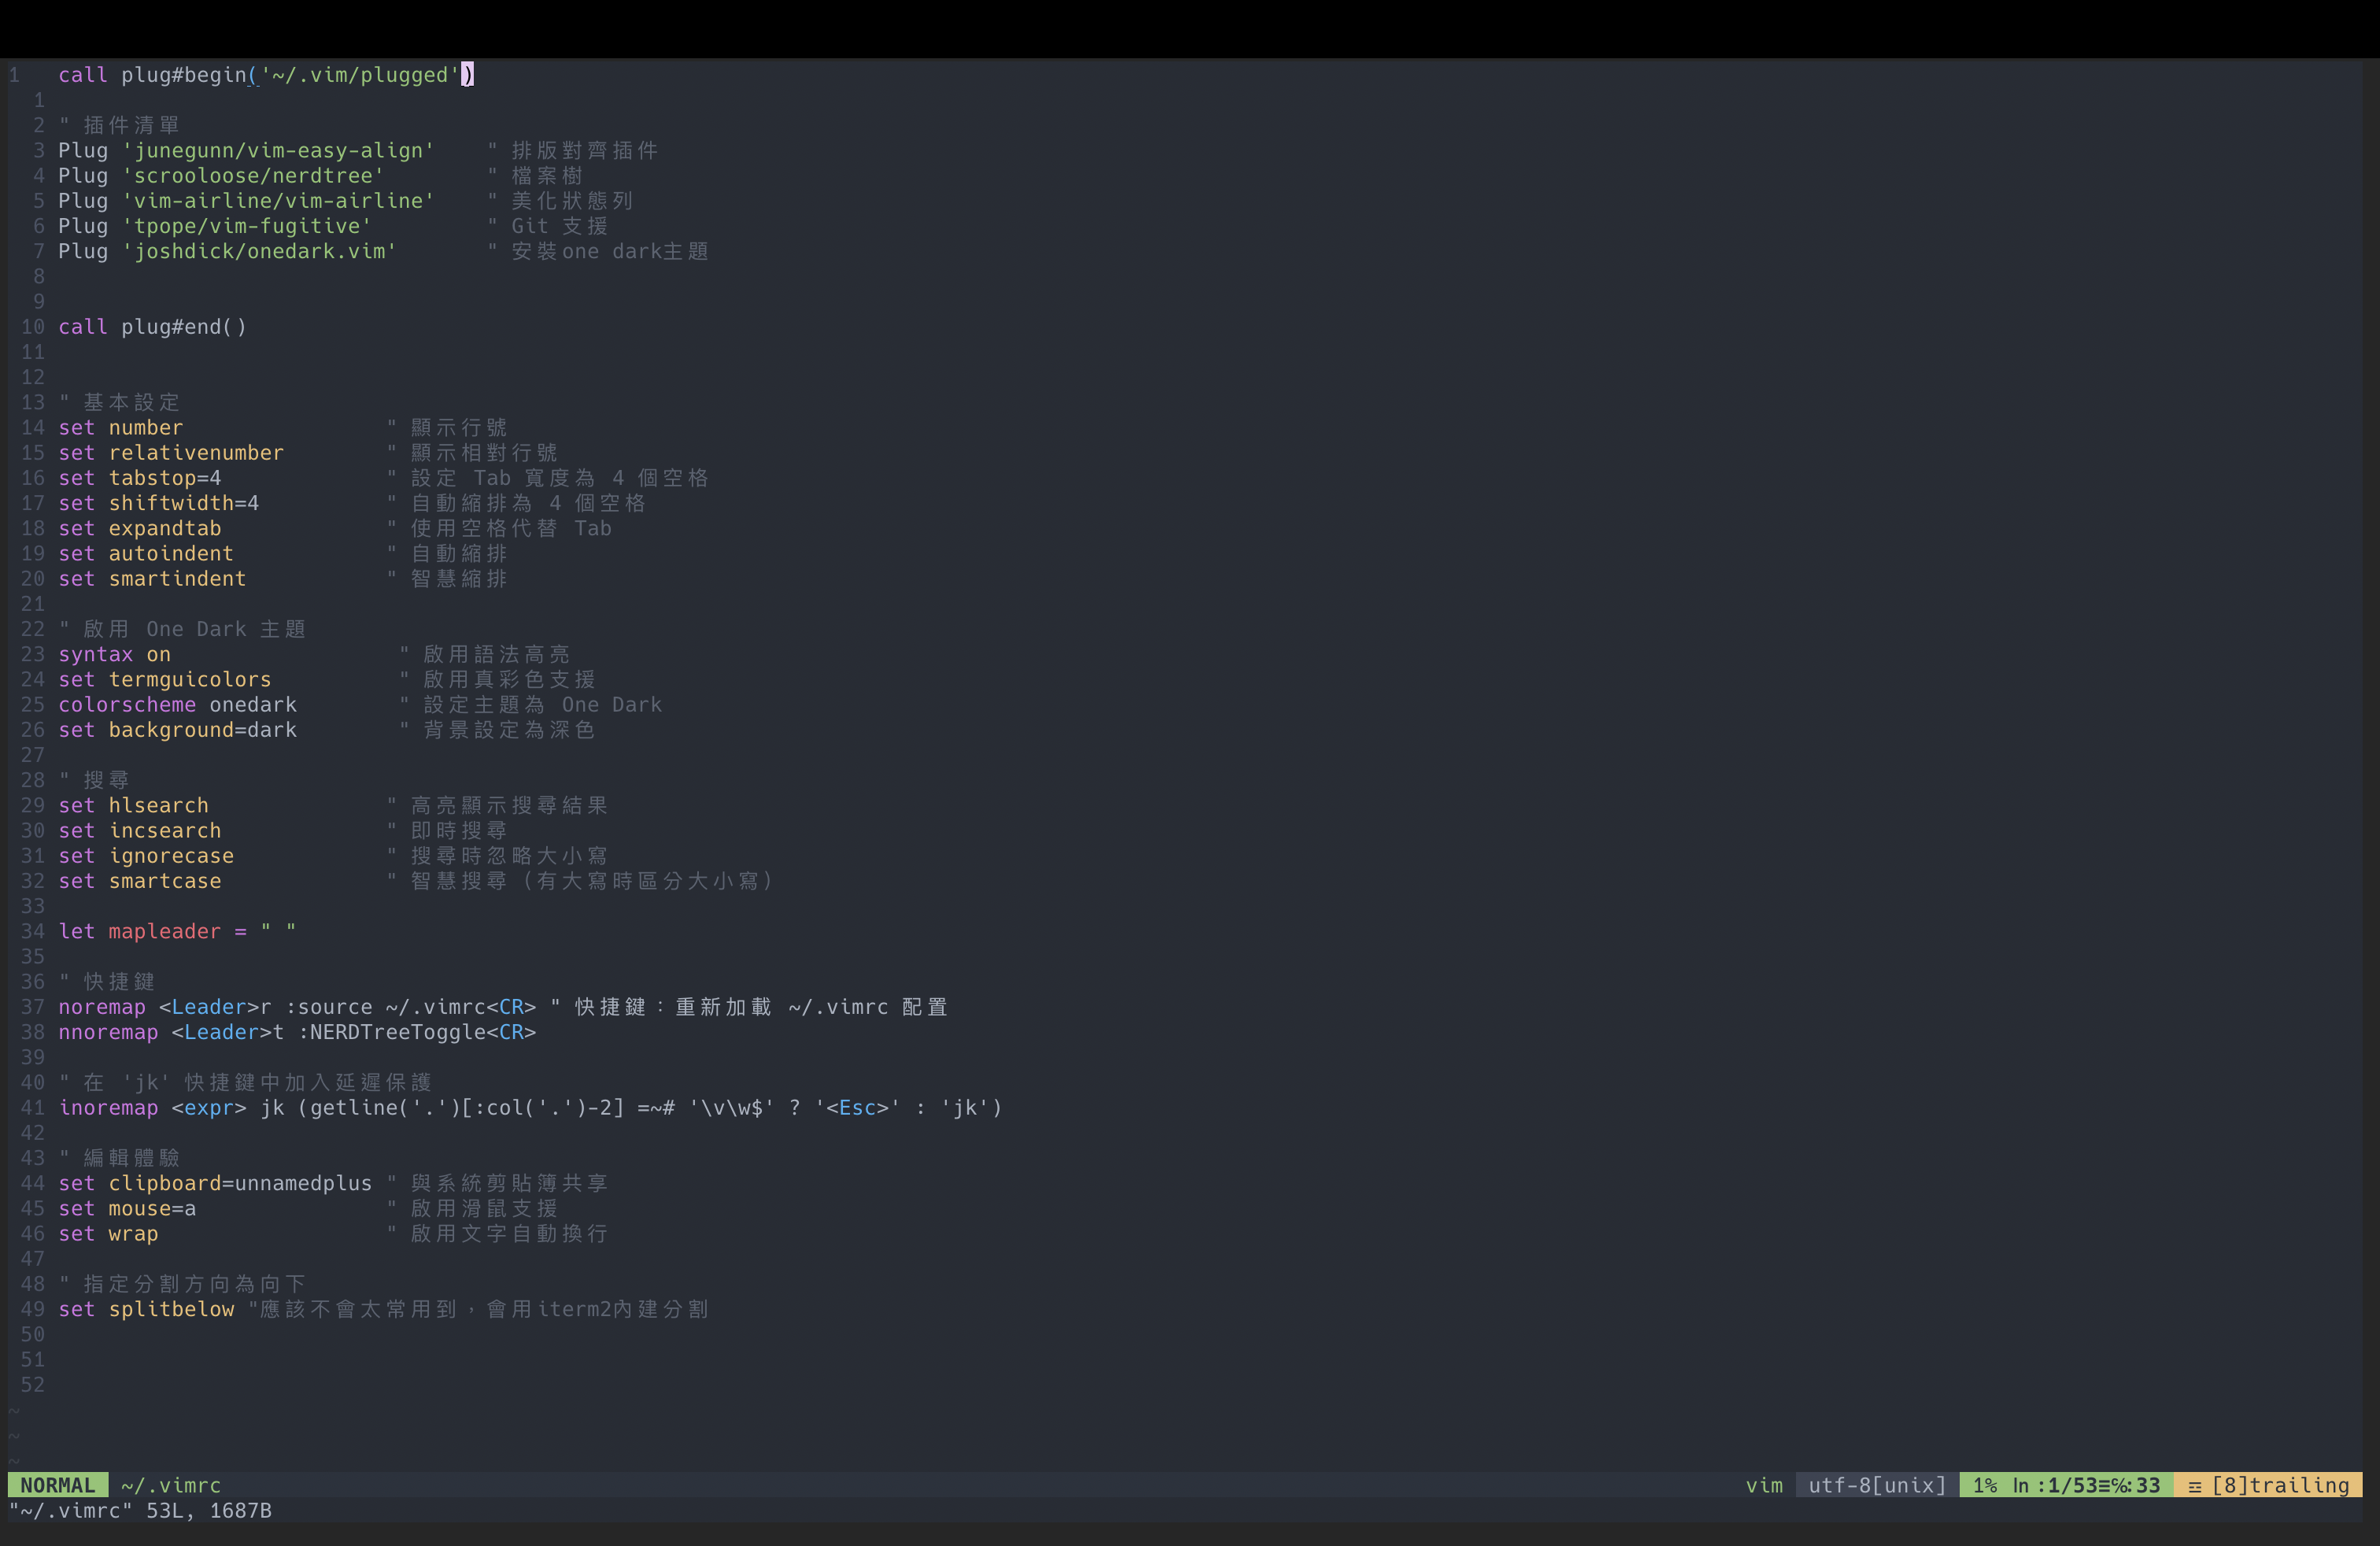 1   call plug#begin('~/.vim/plugged')
  1
  2 " 插件清單
  3 Plug 'junegunn/vim-easy-align'    " 排版對齊插件
  4 Plug 'scrooloose/nerdtree'        " 檔案樹
  5 Plug 'vim-airline/vim-airline'    " 美化狀態列
  6 Plug 'tpope/vim-fugitive'         " Git 支援
  7 Plug 'joshdick/onedark.vim'       " 安裝one dark主題
  8
  9
 10 call plug#end()
 11
 12
 13 " 基本設定
 14 set number                " 顯示行號
 15 set relativenumber        " 顯示相對行號
 16 set tabstop=4             " 設定 Tab 寬度為 4 個空格
 17 set shiftwidth=4          " 自動縮排為 4 個空格
 18 set expandtab             " 使用空格代替 Tab
 19 set autoindent            " 自動縮排
 20 set smartindent           " 智慧縮排
 21
 22 " 啟用 One Dark 主題
 23 syntax on                  " 啟用語法高亮
 24 set termguicolors          " 啟用真彩色支援
 25 colorscheme onedark        " 設定主題為 One Dark
 26 set background=dark        " 背景設定為深色
 27
 28 " 搜尋
 29 set hlsearch              " 高亮顯示搜尋結果
 30 set incsearch             " 即時搜尋
 31 set ignorecase            " 搜尋時忽略大小寫
 32 set smartcase             " 智慧搜尋（有大寫時區分大小寫）
 33
 34 let mapleader = " "
 35
 36 " 快捷鍵
 37 noremap <Leader>r :source ~/.vimrc<CR> " 快捷鍵：重新加載 ~/.vimrc 配置
 38 nnoremap <Leader>t :NERDTreeToggle<CR>
 39
 40 " 在 'jk' 快捷鍵中加入延遲保護
 41 inoremap <expr> jk (getline('.')[:col('.')-2] =~# '\v\w$' ? '<Esc>' : 'jk')
 42
 43 " 編輯體驗
 44 set clipboard=unnamedplus " 與系統剪貼簿共享
 45 set mouse=a               " 啟用滑鼠支援
 46 set wrap                  " 啟用文字自動換行
 47
 48 " 指定分割方向為向下
 49 set splitbelow "應該不會太常用到，會用iterm2內建分割
 50
 51
 52
~
~
~
NORMAL ~/.vimrc vim utf-8[unix] 1% ln :1/53≡℅:33 ☲ [8]trailing
"~/.vimrc" 53L, 1687B